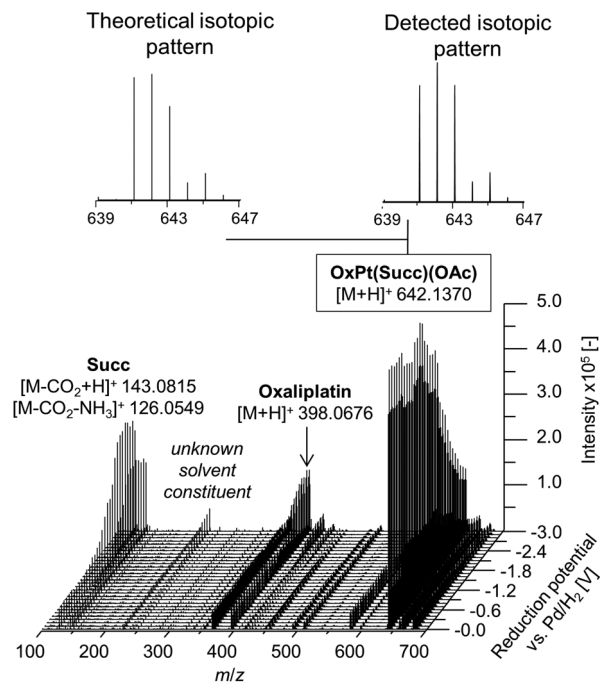 Theoretical isotopic
pattern
Detected isotopic
pattern
639 643 647
639 643 647
OxPt(Succ)(OAc)
[M+H]⁺ 642.1370
Succ
[M-CO₂+H]⁺ 143.0815
[M-CO₂-NH₃]⁺ 126.0549
Oxaliplatin
[M+H]⁺ 398.0676
unknown
solvent
constituent
5.0
4.0
3.0
2.0
1.0
Intensity x10⁵ [-]
-3.0
-2.4
-1.8
-1.2
-0.6
-0.0
Reduction potential
vs. Pd/H₂ [V]
100 200 300 400 500 600 700
m/z